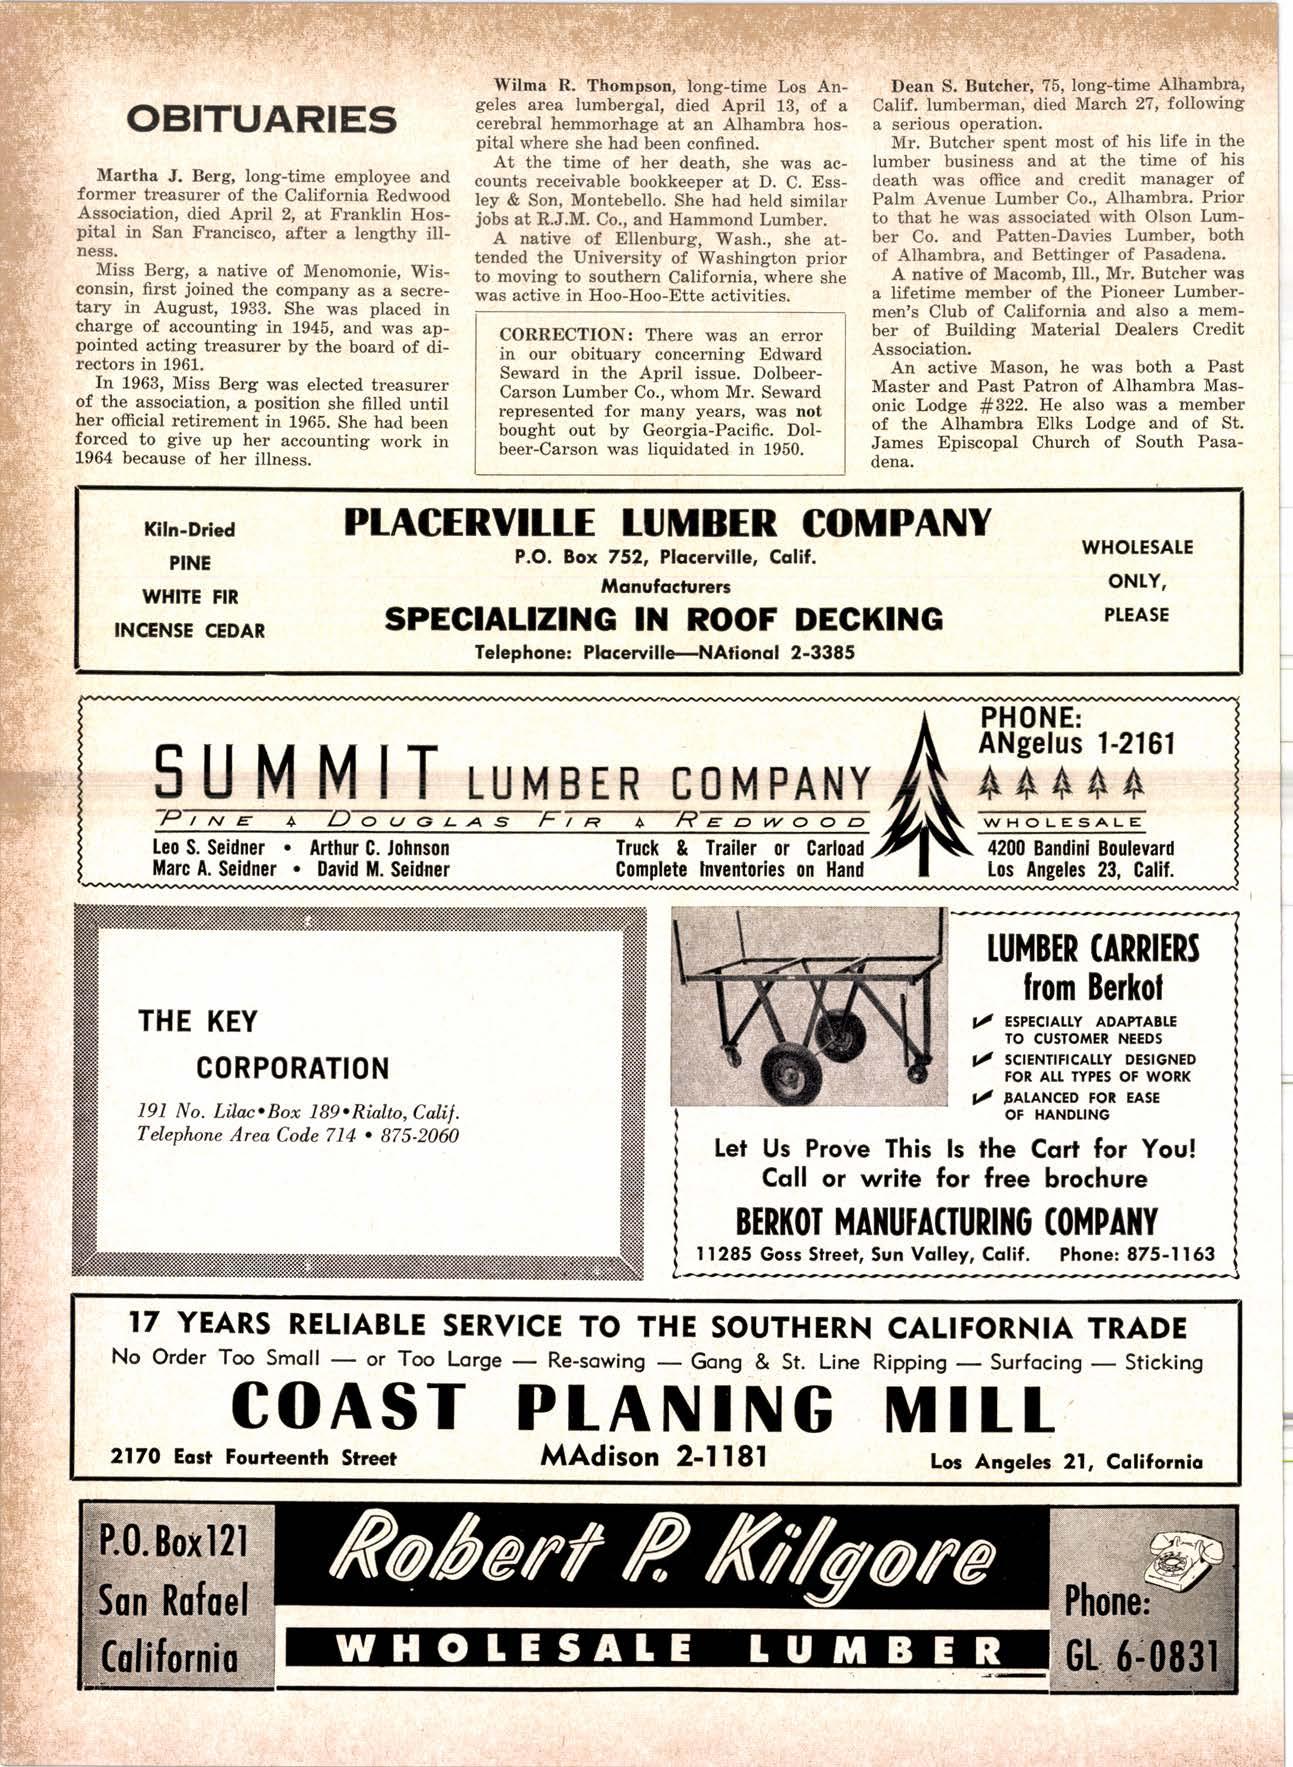 OBITUARIES
Martha J. Berg, long-time employee and
former treasurer of the California Redwood
Association, died April 2, at Franklin Hos-
pital in San Francisco, after a lengthy ill-
ness.
Miss Berg, a native of Menomonie, Wis-
consin, first joined the company as a secre-
tary in August, 1933. She was placed in
charge of accounting in 1945, and was ap-
pointed acting treasurer by the board of di-
rectors in 1961.
In 1963, Miss Berg was elected treasurer
of the association, a position she filled until
her official retirement in 1965. She had been
forced to give up her accounting work in
1964 because of her illness.
Wilma R. Thompson, long-time Los An-
geles area lumbergal, died April 13, of a
cerebral hemmorhage at an Alhambra hos-
pital where she had been confined.
At the time of her death, she was ac-
counts receivable bookkeeper at D. C. Ess-
ley & Son, Montebello. She had held similar
jobs at R.J.M. Co., and Hammond Lumber.
A native of Ellenburg, Wash., she at-
tended the University of Washington prior
to moving to southern California, where she
was active in Hoo-Hoo-Ette activities.
CORRECTION: There was an error
in our obituary concerning Edward
Seward in the April issue. Dolbeer-
Carson Lumber Co., whom Mr. Seward
represented for many years, was not
bought out by Georgia-Pacific. Dol-
beer-Carson was liquidated in 1950.
Dean S. Butcher, 75, long-time Alhambra,
Calif. lumberman, died March 27, following
a serious operation.
Mr. Butcher spent most of his life in the
lumber business and at the time of his
death was office and credit manager of
Palm Avenue Lumber Co., Alhambra. Prior
to that he was associated with Olson Lum-
ber Co. and Patten-Davies Lumber, both
of Alhambra, and Bettinger of Pasadena.
A native of Macomb, Ill., Mr. Butcher was
a lifetime member of the Pioneer Lumber-
men's Club of California and also a mem-
ber of Building Material Dealers Credit
Association.
An active Mason, he was both a Past
Master and Past Patron of Alhambra Mas-
onic Lodge #322. He also was a member
of the Alhambra Elks Lodge and of St.
James Episcopal Church of South Pasa-
dena.
Kiln-Dried
PINE
WHITE FIR
INCENSE CEDAR
PLACERVILLE LUMBER COMPANY
P.O. Box 752, Placerville, Calif.
Manufacturers
SPECIALIZING IN ROOF DECKING
Telephone: Placerville—NAtional 2-3385
WHOLESALE
ONLY,
PLEASE
SUMMIT LUMBER COMPANY
PINE DOUGLAS FIR REDWOOD
Leo S. Seidner • Arthur C. Johnson
Marc A. Seidner • David M. Seidner
Truck & Trailer or Carload
Complete Inventories on Hand
PHONE:
ANgelus 1-2161
WHOLESALE
4200 Bandini Boulevard
Los Angeles 23, Calif.
THE KEY
CORPORATION
191 No. Lilac•Box 189•Rialto, Calif.
Telephone Area Code 714 • 875-2060
LUMBER CARRIERS
from Berkot
ESPECIALLY ADAPTABLE
TO CUSTOMER NEEDS
SCIENTIFICALLY DESIGNED
FOR ALL TYPES OF WORK
BALANCED FOR EASE
OF HANDLING
Let Us Prove This Is the Cart for You!
Call or write for free brochure
BERKOT MANUFACTURING COMPANY
11285 Goss Street, Sun Valley, Calif. Phone: 875-1163
17 YEARS RELIABLE SERVICE TO THE SOUTHERN CALIFORNIA TRADE
No Order Too Small — or Too Large — Re-sawing — Gang & St. Line Ripping — Surfacing — Sticking
COAST PLANING MILL
2170 East Fourteenth Street MAdison 2-1181 Los Angeles 21, California
P.O. Box 121
San Rafael
California
Robert P. Kilgore
WHOLESALE LUMBER
Phone:
GL 6-0831